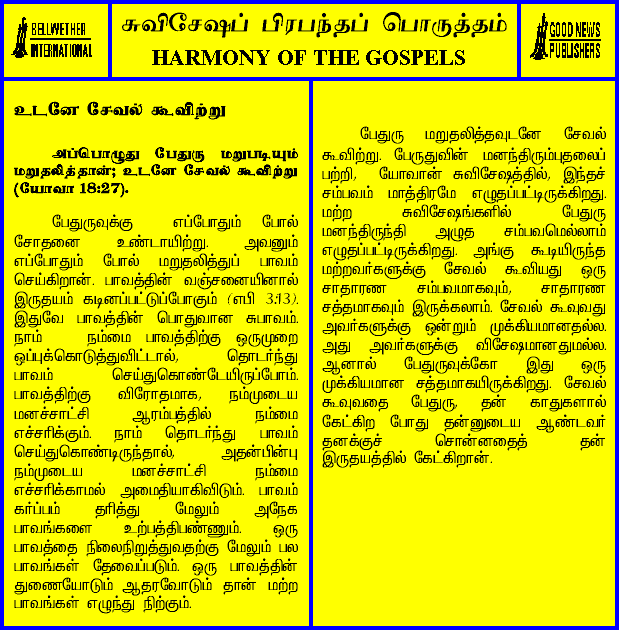 BELLWETHER
INTERNATIONAL
சுவிசேஷப் பிரபந்தப் பொருத்தம்
HARMONY OF THE GOSPELS
GOOD NEWS
PUBLISHERS
உடனே சேவல் கூவிற்று
அப்பொழுது பேதுரு மறுபடியும்
மறுதலித்தான்; உடனே சேவல் கூவிற்று
(யோவா 18:27).
பேதுருவுக்கு எப்போதும் போல்
சோதனை உண்டாயிற்று. அவனும்
எப்போதும் போல் மறுதலித்துப் பாவம்
செய்கிறான். பாவத்தின் வஞ்சனையினால்
இருதயம் கடினப்பட்டுப்போகும் (எபி 3:13).
இதுவே பாவத்தின் பொதுவான சுபாவம்.
நாம் நம்மை பாவத்திற்கு ஒருமுறை
ஒப்புக்கொடுத்துவிட்டால், தொடர்ந்து
பாவம் செய்துகொண்டேயிருப்போம்.
பாவத்திற்கு விரோதமாக, நம்முடைய
மனச்சாட்சி ஆரம்பத்தில் நம்மை
எச்சரிக்கும். நாம் தொடர்ந்து பாவம்
செய்துகொண்டிருந்தால், அதன்பின்பு
நம்முடைய மனச்சாட்சி நம்மை
எச்சரிக்காமல் அமைதியாகிவிடும். பாவம்
கர்ப்பம் தரித்து மேலும் அநேக
பாவங்களை உற்பத்திபண்ணும். ஒரு
பாவத்தை நிலைநிறுத்துவதற்கு மேலும் பல
பாவங்கள் தேவைப்படும். ஒரு பாவத்தின்
துணையோடும் ஆதரவோடும் தான் மற்ற
பாவங்கள் எழுந்து நிற்கும்.
பேதுரு மறுதலித்தவுடனே சேவல்
கூவிற்று. பேருதுவின் மனந்திரும்புதலைப்
பற்றி, யோவான் சுவிசேஷத்தில், இந்தச்
சம்பவம் மாத்திரமே எழுதப்பட்டிருக்கிறது.
மற்ற சுவிசேஷங்களில் பேதுரு
மனந்திருந்தி அழுத சம்பவமெல்லாம்
எழுதப்பட்டிருக்கிறது. அங்கு கூடியிருந்த
மற்றவர்களுக்கு சேவல் கூவியது ஒரு
சாதாரண சம்பவமாகவும், சாதாரண
சத்தமாகவும் இருக்கலாம். சேவல் கூவுவது
அவர்களுக்கு ஒன்றும் முக்கியமானதல்ல.
அது அவர்களுக்கு விசேஷமானதுமல்ல.
ஆனால் பேதுருவுக்கோ இது ஒரு
முக்கியமான சத்தமாகயிருக்கிறது. சேவல்
கூவுவதை பேதுரு, தன் காதுகளால்
கேட்கிற போது தன்னுடைய ஆண்டவர்
தனக்குச் சொன்னதைத் தன்
இருதயத்தில் கேட்கிறான்.